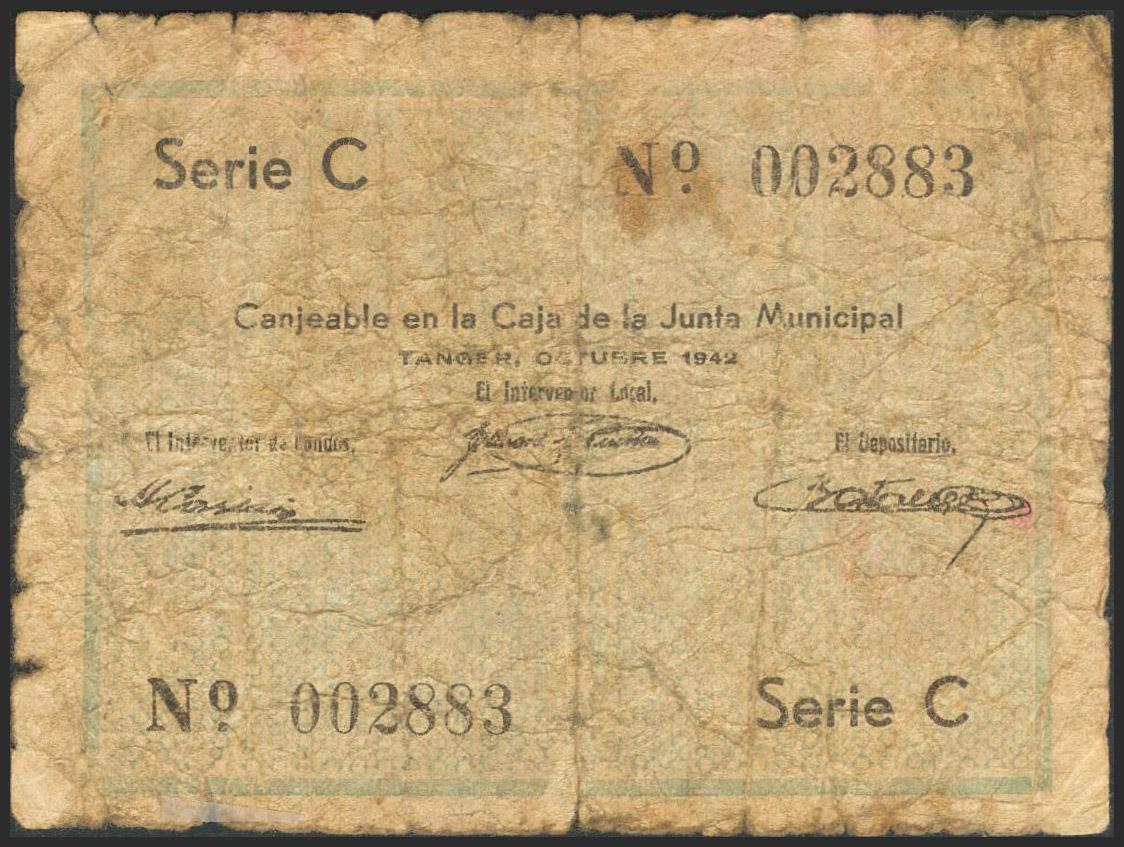 Serie C Nº 002883
Canjeable en la Caja de la Junta Municipal
TANGER, OCTUBRE 1942
El Interventor Local,
El Interventor de Fondos, El Depositario,
Nº 002883 Serie C